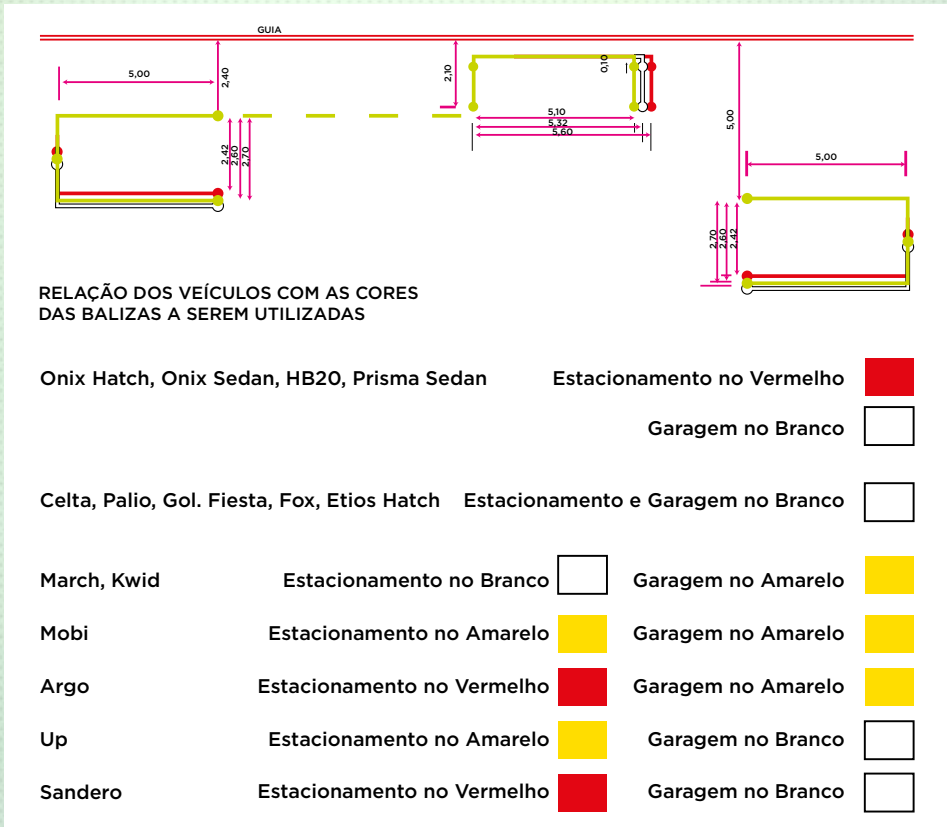 GUIA
5,00
2,40
2,42
2,60
2,70
2,10
0,10
5,10
5,32
5,60
5,00
5,00
2,70
2,60
2,42
RELAÇÃO DOS VEÍCULOS COM AS CORES
DAS BALIZAS A SEREM UTILIZADAS
Onix Hatch, Onix Sedan, HB20, Prisma Sedan Estacionamento no Vermelho
Garagem no Branco
Celta, Palio, Gol. Fiesta, Fox, Etios Hatch Estacionamento e Garagem no Branco
March, Kwid Estacionamento no Branco Garagem no Amarelo
Mobi Estacionamento no Amarelo Garagem no Amarelo
Argo Estacionamento no Vermelho Garagem no Amarelo
Up Estacionamento no Amarelo Garagem no Branco
Sandero Estacionamento no Vermelho Garagem no Branco